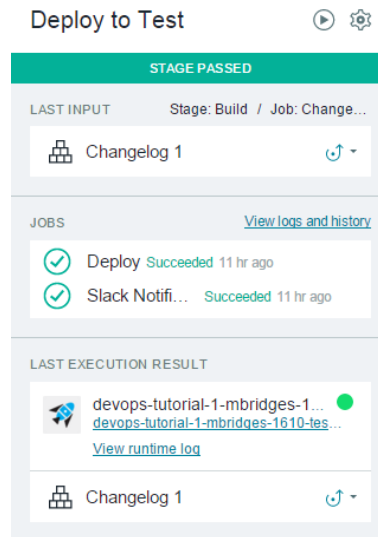 Deploy to Test
STAGE PASSED
LAST INPUT Stage: Build / Job: Change...
Changelog 1
JOBS View logs and history
Deploy Succeeded 11 hr ago
Slack Notifi... Succeeded 11 hr ago
LAST EXECUTION RESULT
devops-tutorial-1-mbridges-1...
devops-tutorial-1-mbridges-1610-tes...
View runtime log
Changelog 1